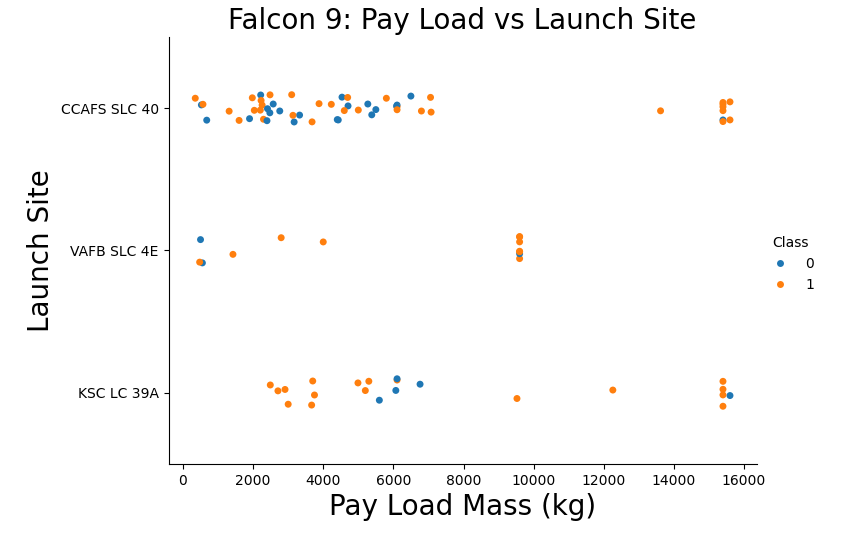 Falcon 9: Pay Load vs Launch Site
Launch Site
CCAFS SLC 40
VAFB SLC 4E
KSC LC 39A
0 2000 4000 6000 8000 10000 12000 14000 16000
Pay Load Mass (kg)
Class
0
1